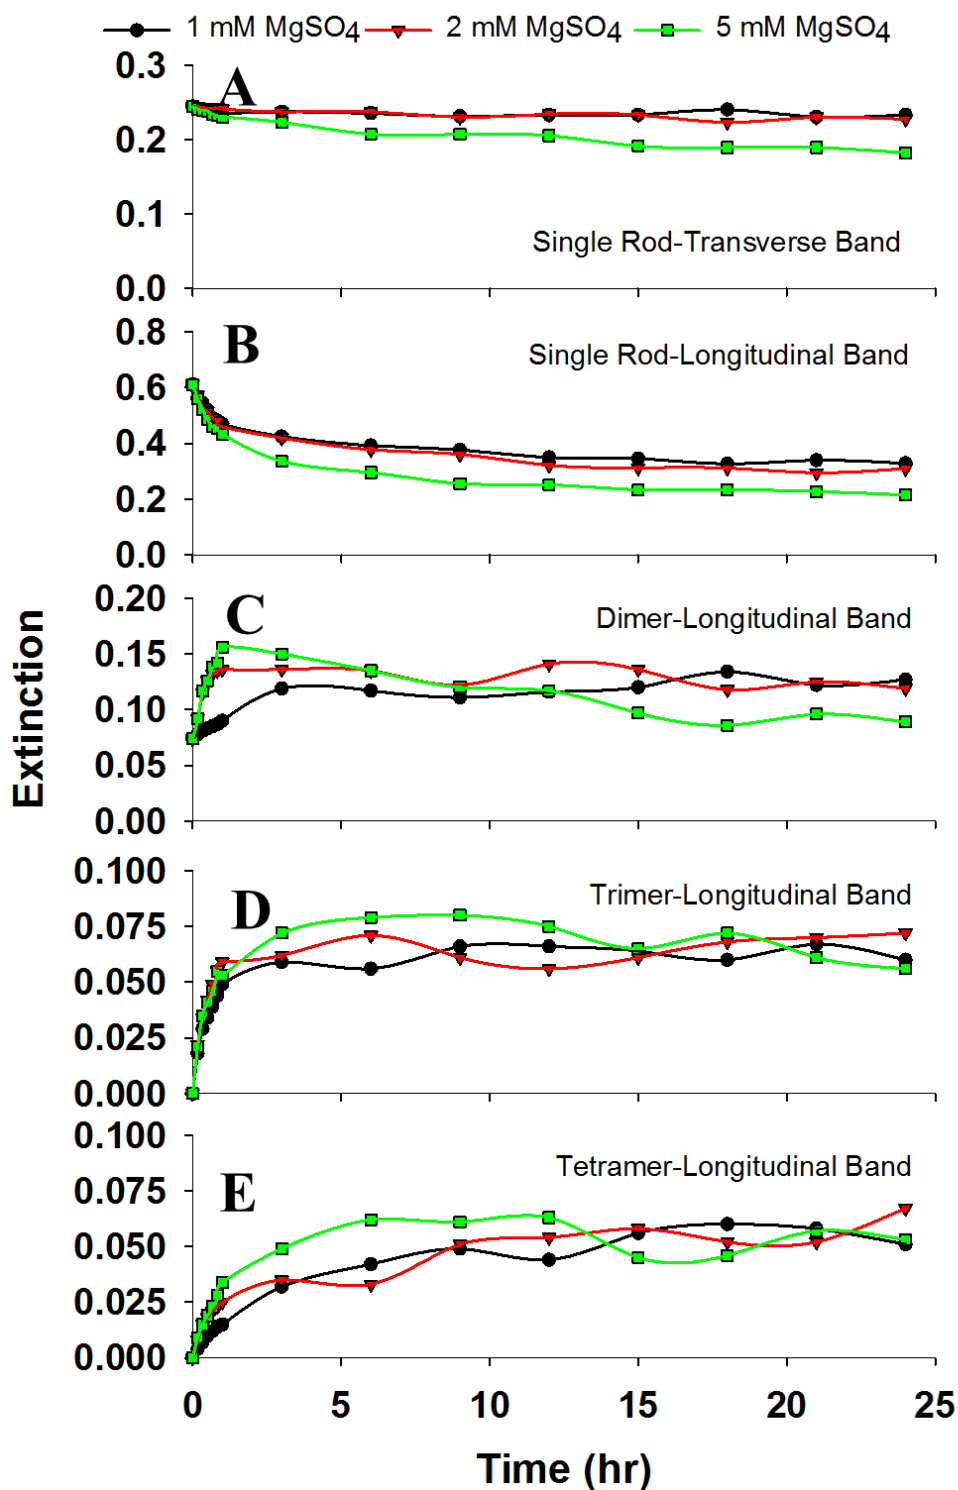 1 mM MgSO4 2 mM MgSO4 5 mM MgSO4
0.3
A
0.2
0.1
Single Rod-Transverse Band
0.0
0.8
B
Single Rod-Longitudinal Band
0.6
0.4
0.2
0.0
0.20
C
Dimer-Longitudinal Band
0.15
0.10
0.05
0.00
Extinction
0.100
D
Trimer-Longitudinal Band
0.075
0.050
0.025
0.000
0.100
E
Tetramer-Longitudinal Band
0.075
0.050
0.025
0.000
0 5 10 15 20 25
Time (hr)